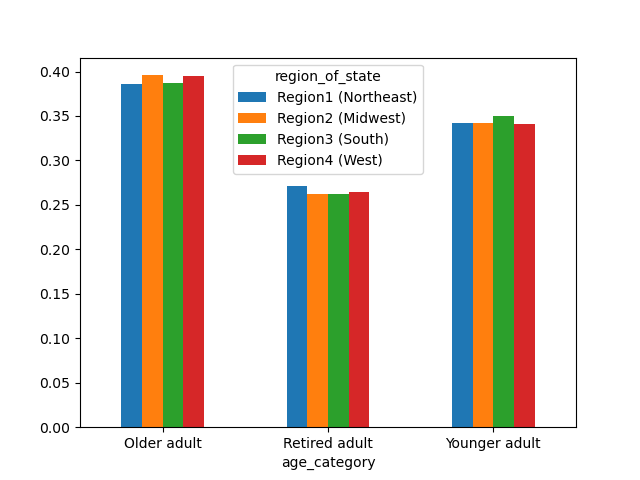 0.40
0.35
0.30
0.25
0.20
0.15
0.10
0.05
0.00
region_of_state
Region1 (Northeast)
Region2 (Midwest)
Region3 (South)
Region4 (West)
Older adult
Retired adult
Younger adult
age_category